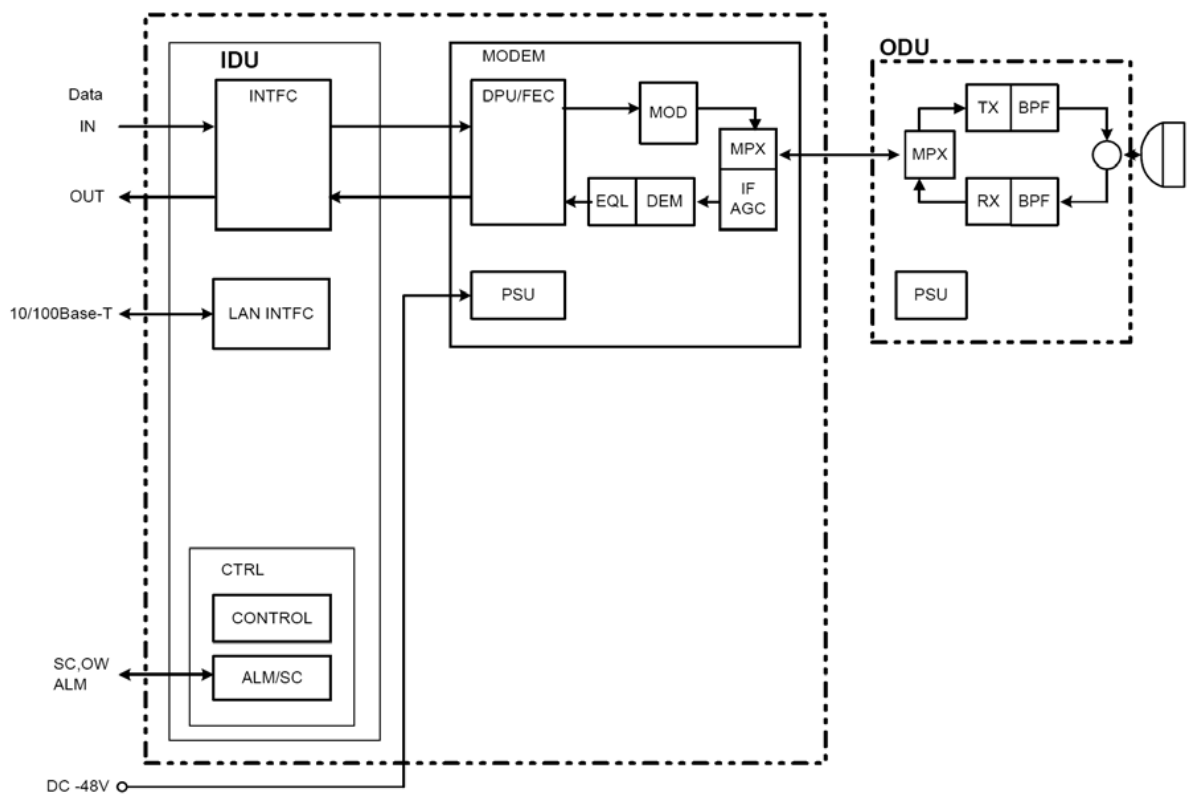 IDU
MODEM
ODU
Data
IN
OUT
INTFC
DPU/FEC
MOD
MPX
IF
AGC
EQL
DEM
MPX
TX
BPF
RX
BPF
PSU
PSU
10/100Base-T
LAN INTFC
CTRL
CONTROL
SC,OW
ALM
ALM/SC
DC -48V